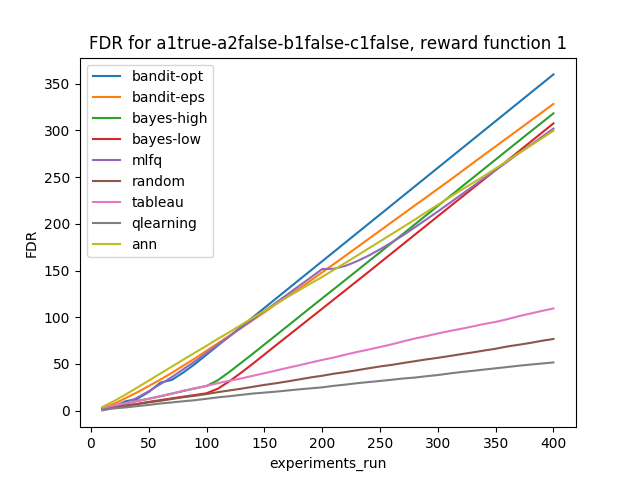 FDR for a1true-a2false-b1false-c1false, reward function 1
bandit-opt
bandit-eps
bayes-high
bayes-low
mlfq
random
tableau
qlearning
ann
FDR
350
300
250
200
150
100
50
0
0 50 100 150 200 250 300 350 400
experiments_run